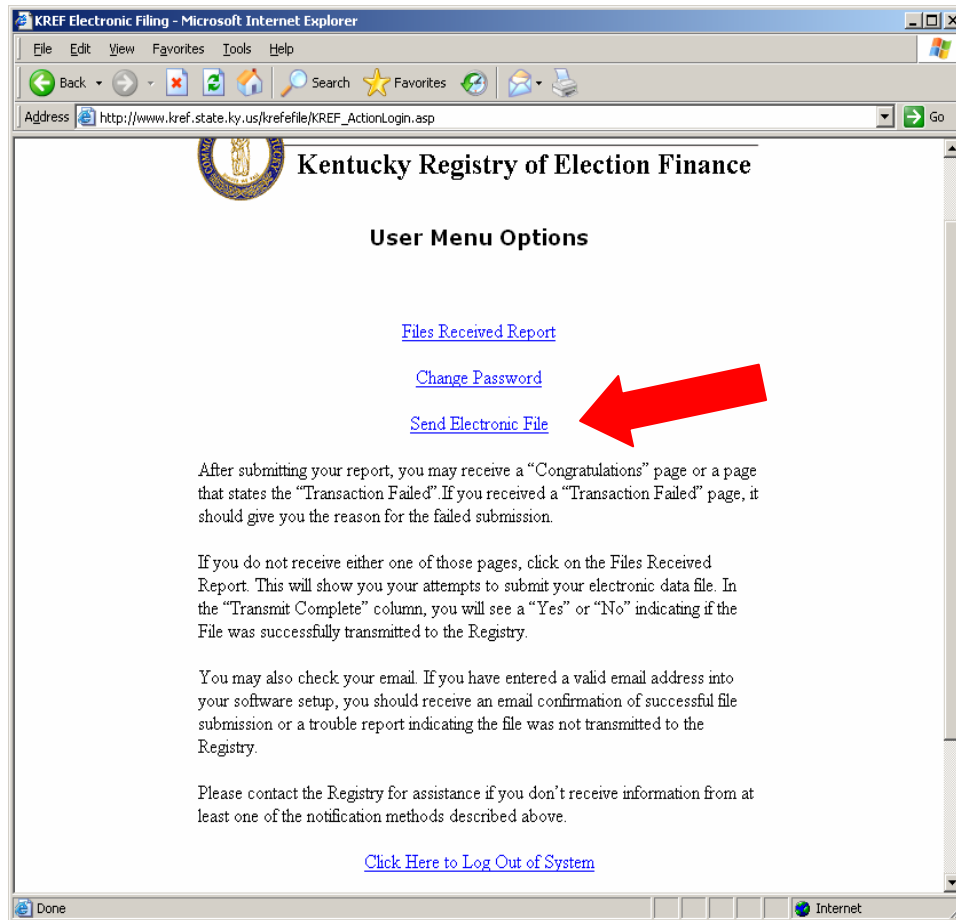 KREF Electronic Filing - Microsoft Internet Explorer
File Edit View Favorites Tools Help
Back Search Favorites
Address http://www.kref.state.ky.us/krefefile/KREF_ActionLogin.asp Go
Kentucky Registry of Election Finance
User Menu Options
Files Received Report
Change Password
Send Electronic File
After submitting your report, you may receive a “Congratulations” page or a page
that states the “Transaction Failed”.If you received a “Transaction Failed” page, it
should give you the reason for the failed submission.
If you do not receive either one of those pages, click on the Files Received
Report. This will show you your attempts to submit your electronic data file. In
the “Transmit Complete” column, you will see a “Yes” or “No” indicating if the
File was successfully transmitted to the Registry.
You may also check your email. If you have entered a valid email address into
your software setup, you should receive an email confirmation of successful file
submission or a trouble report indicating the file was not transmitted to the
Registry.
Please contact the Registry for assistance if you don’t receive information from at
least one of the notification methods described above.
Click Here to Log Out of System
Done Internet